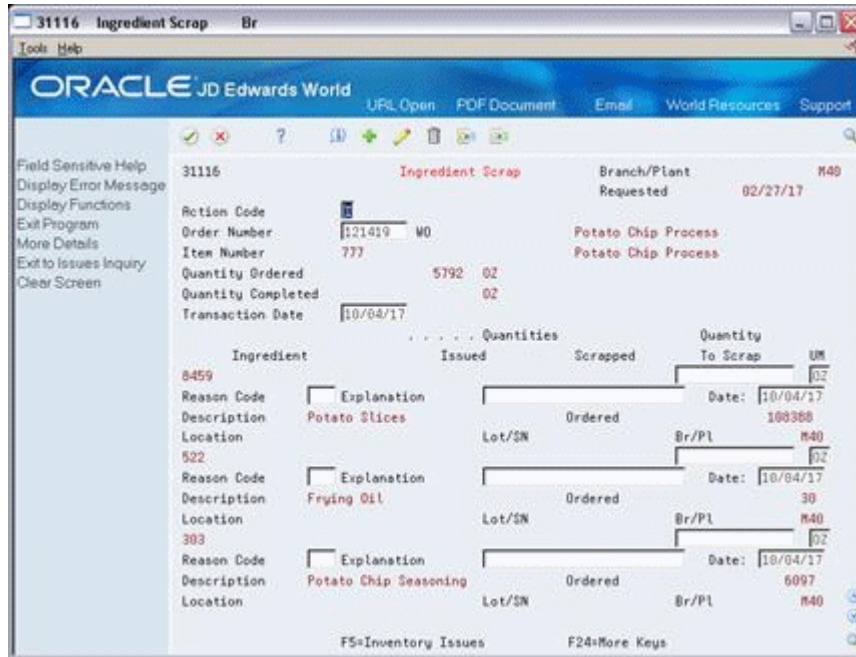 31116 Ingredient Scrap Br
Tools Help
ORACLE JD Edwards World
URL Open PDF Document Email World Resources Support
Field Sensitive Help
Display Error Message
Display Functions
Exit Program
More Details
Exit to Issues Inquiry
Clear Screen
31116 Ingredient Scrap Branch/Plant M40
Requested 02/27/17
Action Code I
Order Number 121419 WO Potato Chip Process
Item Number 777 Potato Chip Process
Quantity Ordered 5792 OZ
Quantity Completed OZ
Transaction Date 10/04/17
. . . . . Quantities Quantity
Ingredient Issued Scrapped To Scrap UM
8459 OZ
Reason Code Explanation Date: 10/04/17
Description Potato Slices Ordered 108388
Location Lot/SN Br/Pl M40
522 OZ
Reason Code Explanation Date: 10/04/17
Description Frying Oil Ordered 30
Location Lot/SN Br/Pl M40
303 OZ
Reason Code Explanation Date: 10/04/17
Description Potato Chip Seasoning Ordered 6097
Location Lot/SN Br/Pl M40
F5=Inventory Issues F24=More Keys